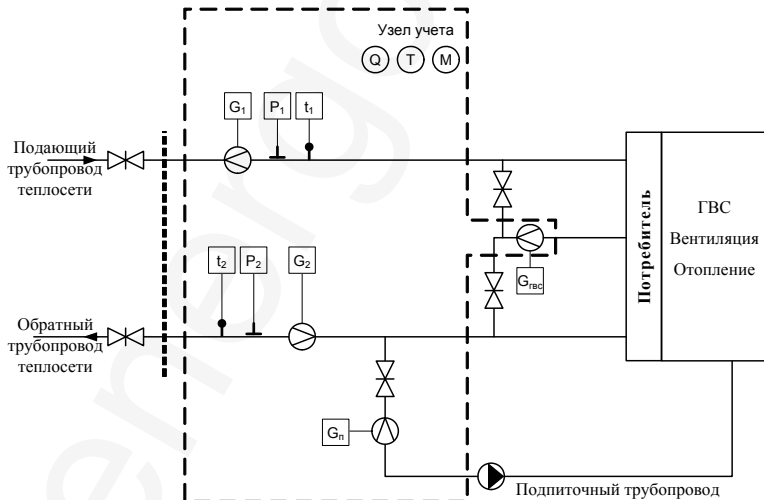 Узел учета
Q T M
G₁ P₁ t₁
Подающий
трубопровод
теплосети
t₂ P₂ G₂
Gгвс
Потребитель
ГВС
Вентиляция
Отопление
Обратный
трубопровод
теплосети
Gп
Подпиточный трубопровод
energo